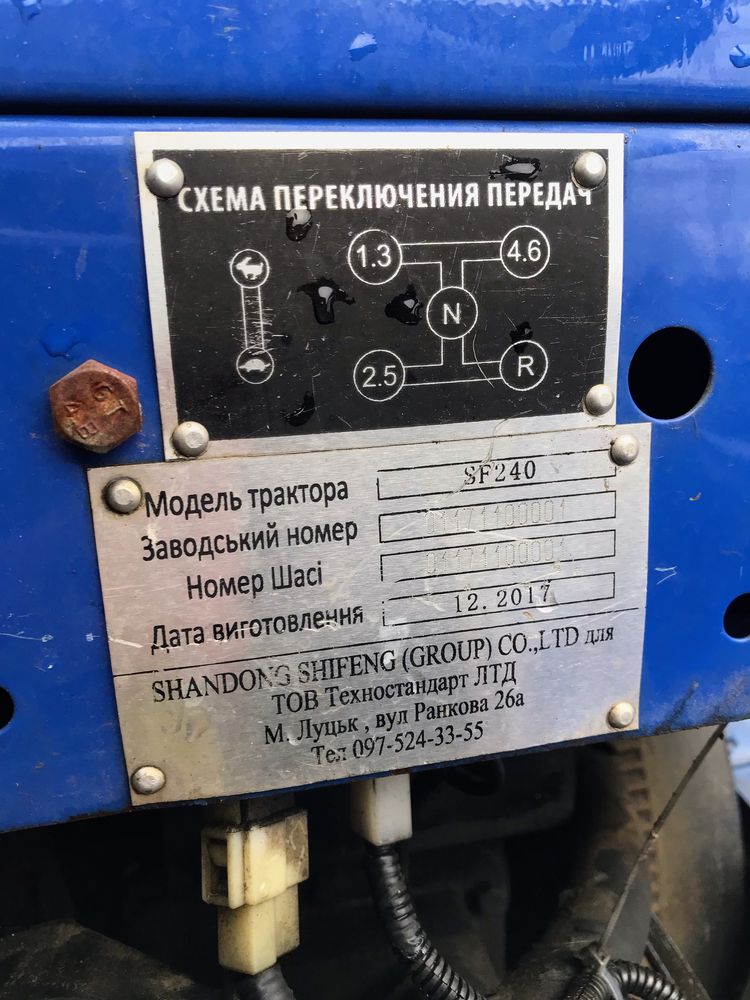 СХЕМА ПЕРЕКЛЮЧЕНИЯ ПЕРЕДАЧ
1.3 4.6
N
2.5 R
Модель трактора SF240
Заводський номер 01171100001
Номер Шасі 01171100001
Дата виготовлення 12.2017
SHANDONG SHIFENG (GROUP) CO.,LTD для
ТОВ Техностандарт ЛТД
М. Луцьк , вул Ранкова 26а
Тел 097-524-33-55